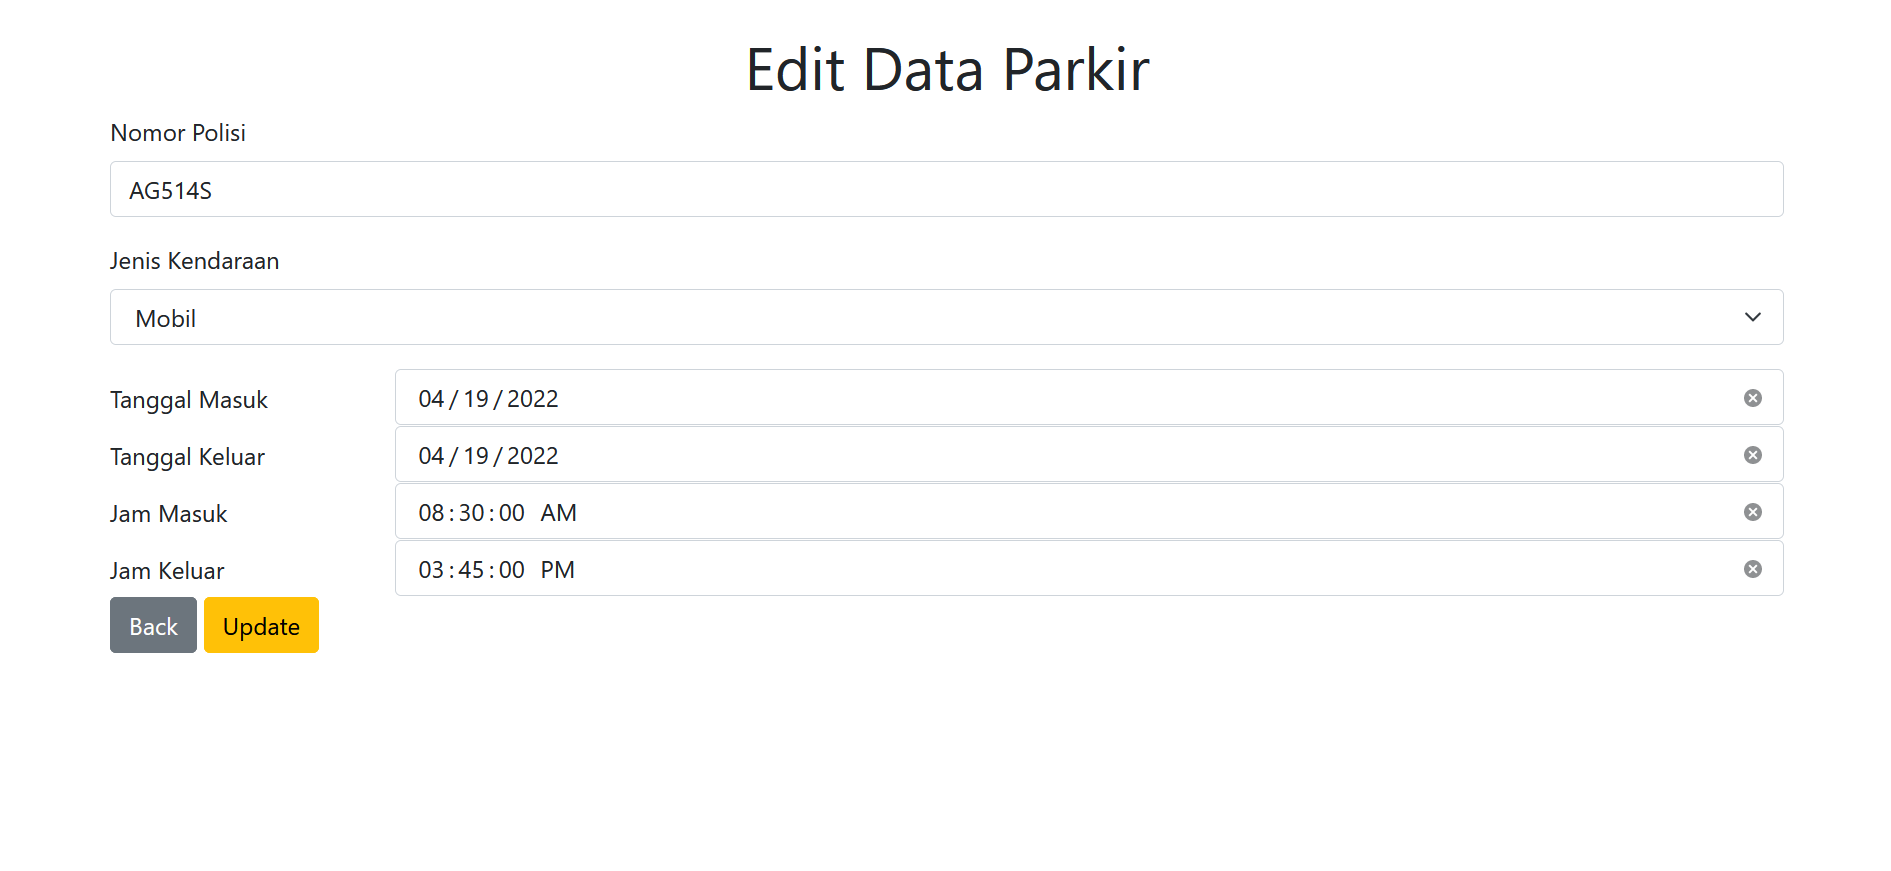 Edit Data Parkir
Nomor Polisi
AG514S
Jenis Kendaraan
Mobil
Tanggal Masuk 04/19/2022
Tanggal Keluar 04/19/2022
Jam Masuk 08:30:00 AM
Jam Keluar 03:45:00 PM
Back Update